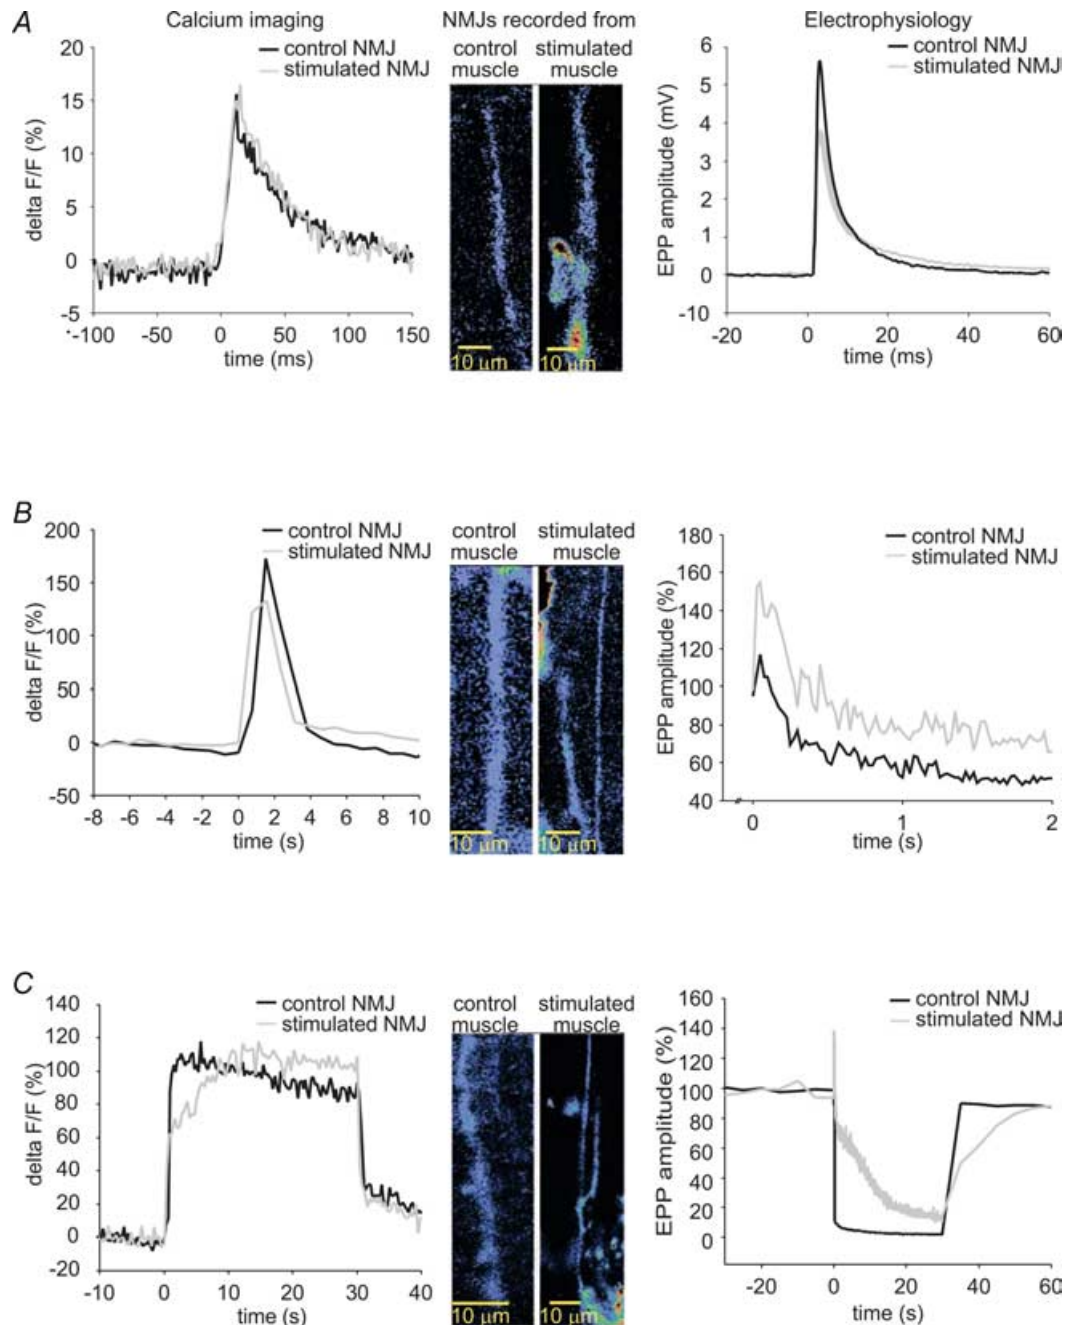 A
Calcium imaging
control NMJ
stimulated NMJ
delta F/F (%)
20
15
10
5
0
-5
-100 -50 0 50 100 150
time (ms)
NMJs recorded from
control muscle
stimulated muscle
10 µm
10 µm
Electrophysiology
control NMJ
stimulated NMJ
EPP amplitude (mV)
6
5
4
3
2
1
0
-10
-20 0 20 40 60
time (ms)
B
control NMJ
stimulated NMJ
delta F/F (%)
200
150
100
50
0
-50
-8 -6 -4 -2 0 2 4 6 8 10
time (s)
control muscle
stimulated muscle
10 µm
10 µm
control NMJ
stimulated NMJ
EPP amplitude (%)
180
160
140
120
100
80
60
40
0 1 2
time (s)
C
control NMJ
stimulated NMJ
delta F/F (%)
140
120
100
80
60
40
20
0
-20
-10 0 10 20 30 40
time (s)
control muscle
stimulated muscle
10 µm
10 µm
control NMJ
stimulated NMJ
EPP amplitude (%)
160
140
120
100
80
60
40
20
0
-20 0 20 40 60
time (s)